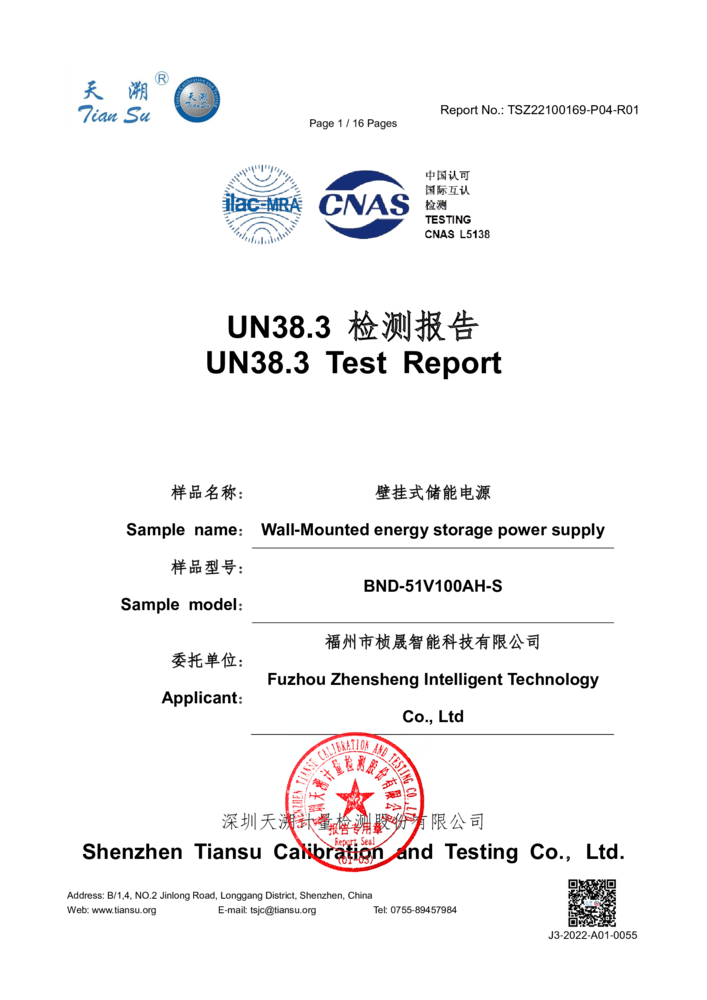 天 溯 ®
Tian Su
Report No.: TSZ22100169-P04-R01
Page 1 / 16 Pages
ilac-MRA
CNAS
中国认可
国际互认
检测
TESTING
CNAS L5138
UN38.3 检测报告
UN38.3 Test Report
样品名称： 壁挂式储能电源
Sample name： Wall-Mounted energy storage power supply
样品型号：
BND-51V100AH-S
Sample model：
福州市桢晟智能科技有限公司
委托单位：
Fuzhou Zhensheng Intelligent Technology
Applicant：
Co., Ltd
SHENZHEN TIANSU CALIBRATION AND TESTING CO., LTD
深圳天溯计量检测股份有限公司
报告专用章
Report Seal
(01-03)
深圳天溯计量检测股份有限公司
Shenzhen Tiansu Calibration and Testing Co., Ltd.
Address: B/1,4, NO.2 Jinlong Road, Longgang District, Shenzhen, China
Web: www.tiansu.org E-mail: tsjc@tiansu.org Tel: 0755-89457984
J3-2022-A01-0055